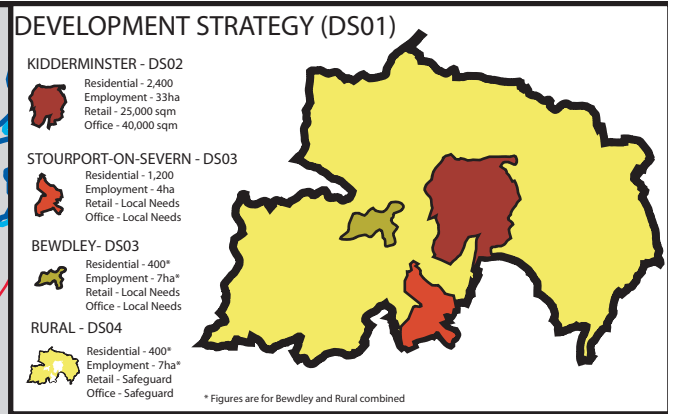 DEVELOPMENT STRATEGY (DS01)
KIDDERMINSTER - DS02
Residential - 2,400
Employment - 33ha
Retail - 25,000 sqm
Office - 40,000 sqm
STOURPORT-ON-SEVERN - DS03
Residential - 1,200
Employment - 4ha
Retail - Local Needs
Office - Local Needs
BEWDLEY- DS03
Residential - 400*
Employment - 7ha*
Retail - Local Needs
Office - Local Needs
RURAL - DS04
Residential - 400*
Employment - 7ha*
Retail - Safeguard
Office - Safeguard
* Figures are for Bewdley and Rural combined